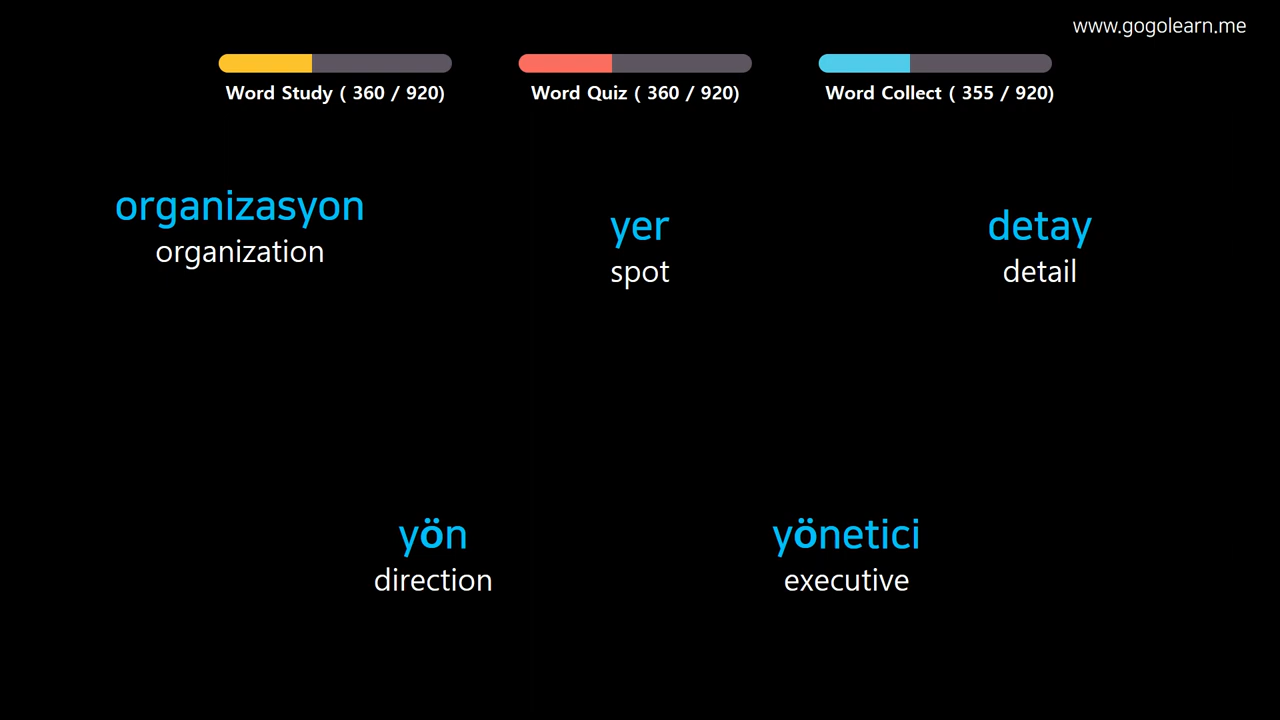 www.gogolearn.me
Word Study ( 360 / 920)
Word Quiz ( 360 / 920)
Word Collect ( 355 / 920)
organizasyon
organization
yer
spot
detay
detail
yön
direction
yönetici
executive